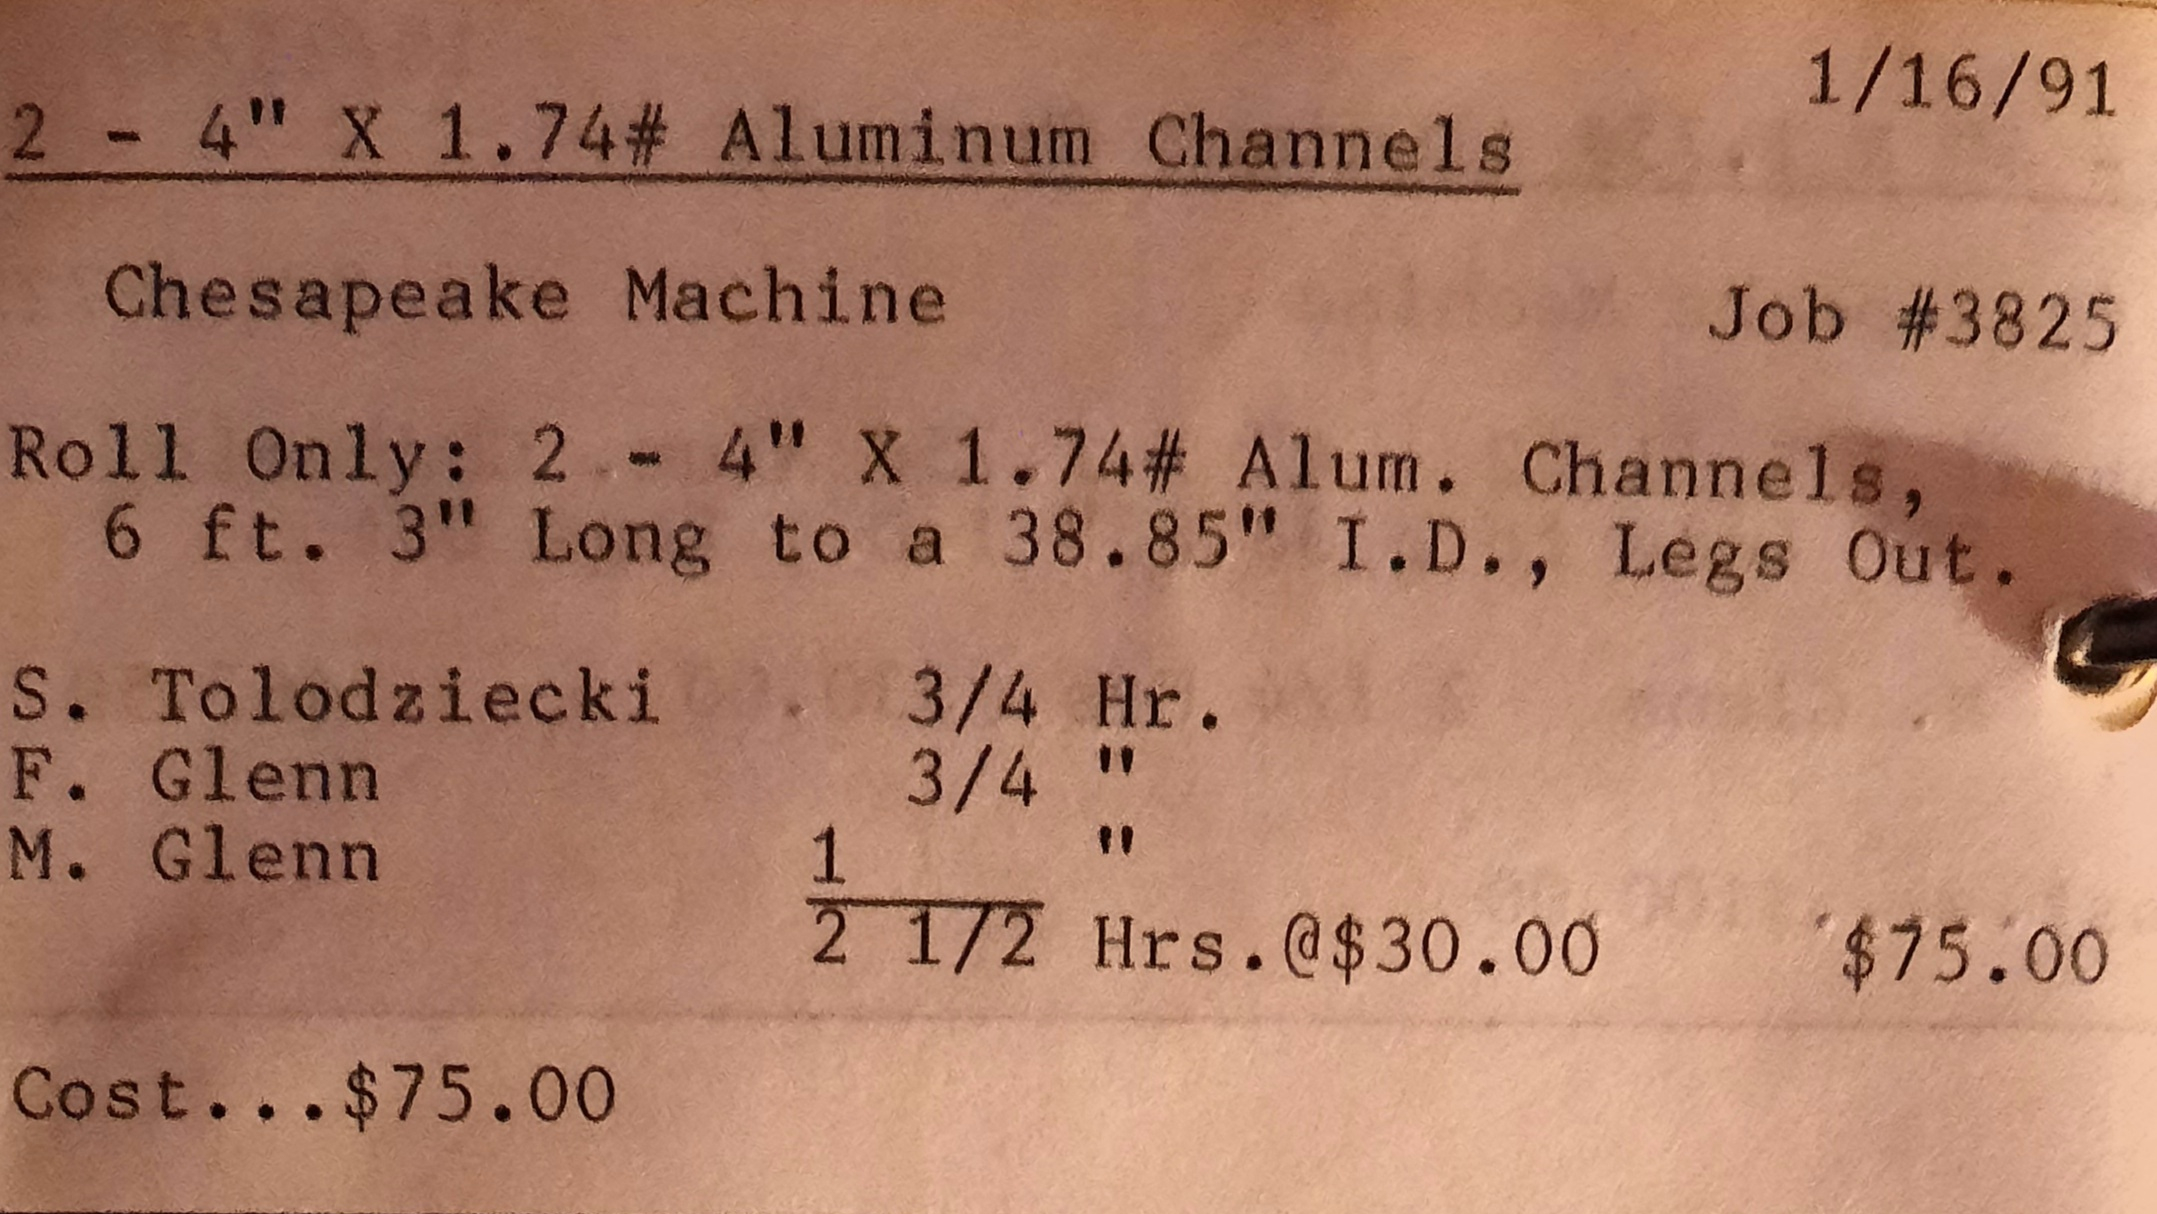 1/16/91
2 - 4" X 1.74# Aluminum Channels
Chesapeake Machine Job #3825
Roll Only: 2 - 4" X 1.74# Alum. Channels,
6 ft. 3" Long to a 38.85" I.D., Legs Out.
S. Tolodziecki 3/4 Hr.
F. Glenn 3/4 "
M. Glenn 1 "
2 1/2 Hrs.@$30.00 $75.00
Cost...$75.00